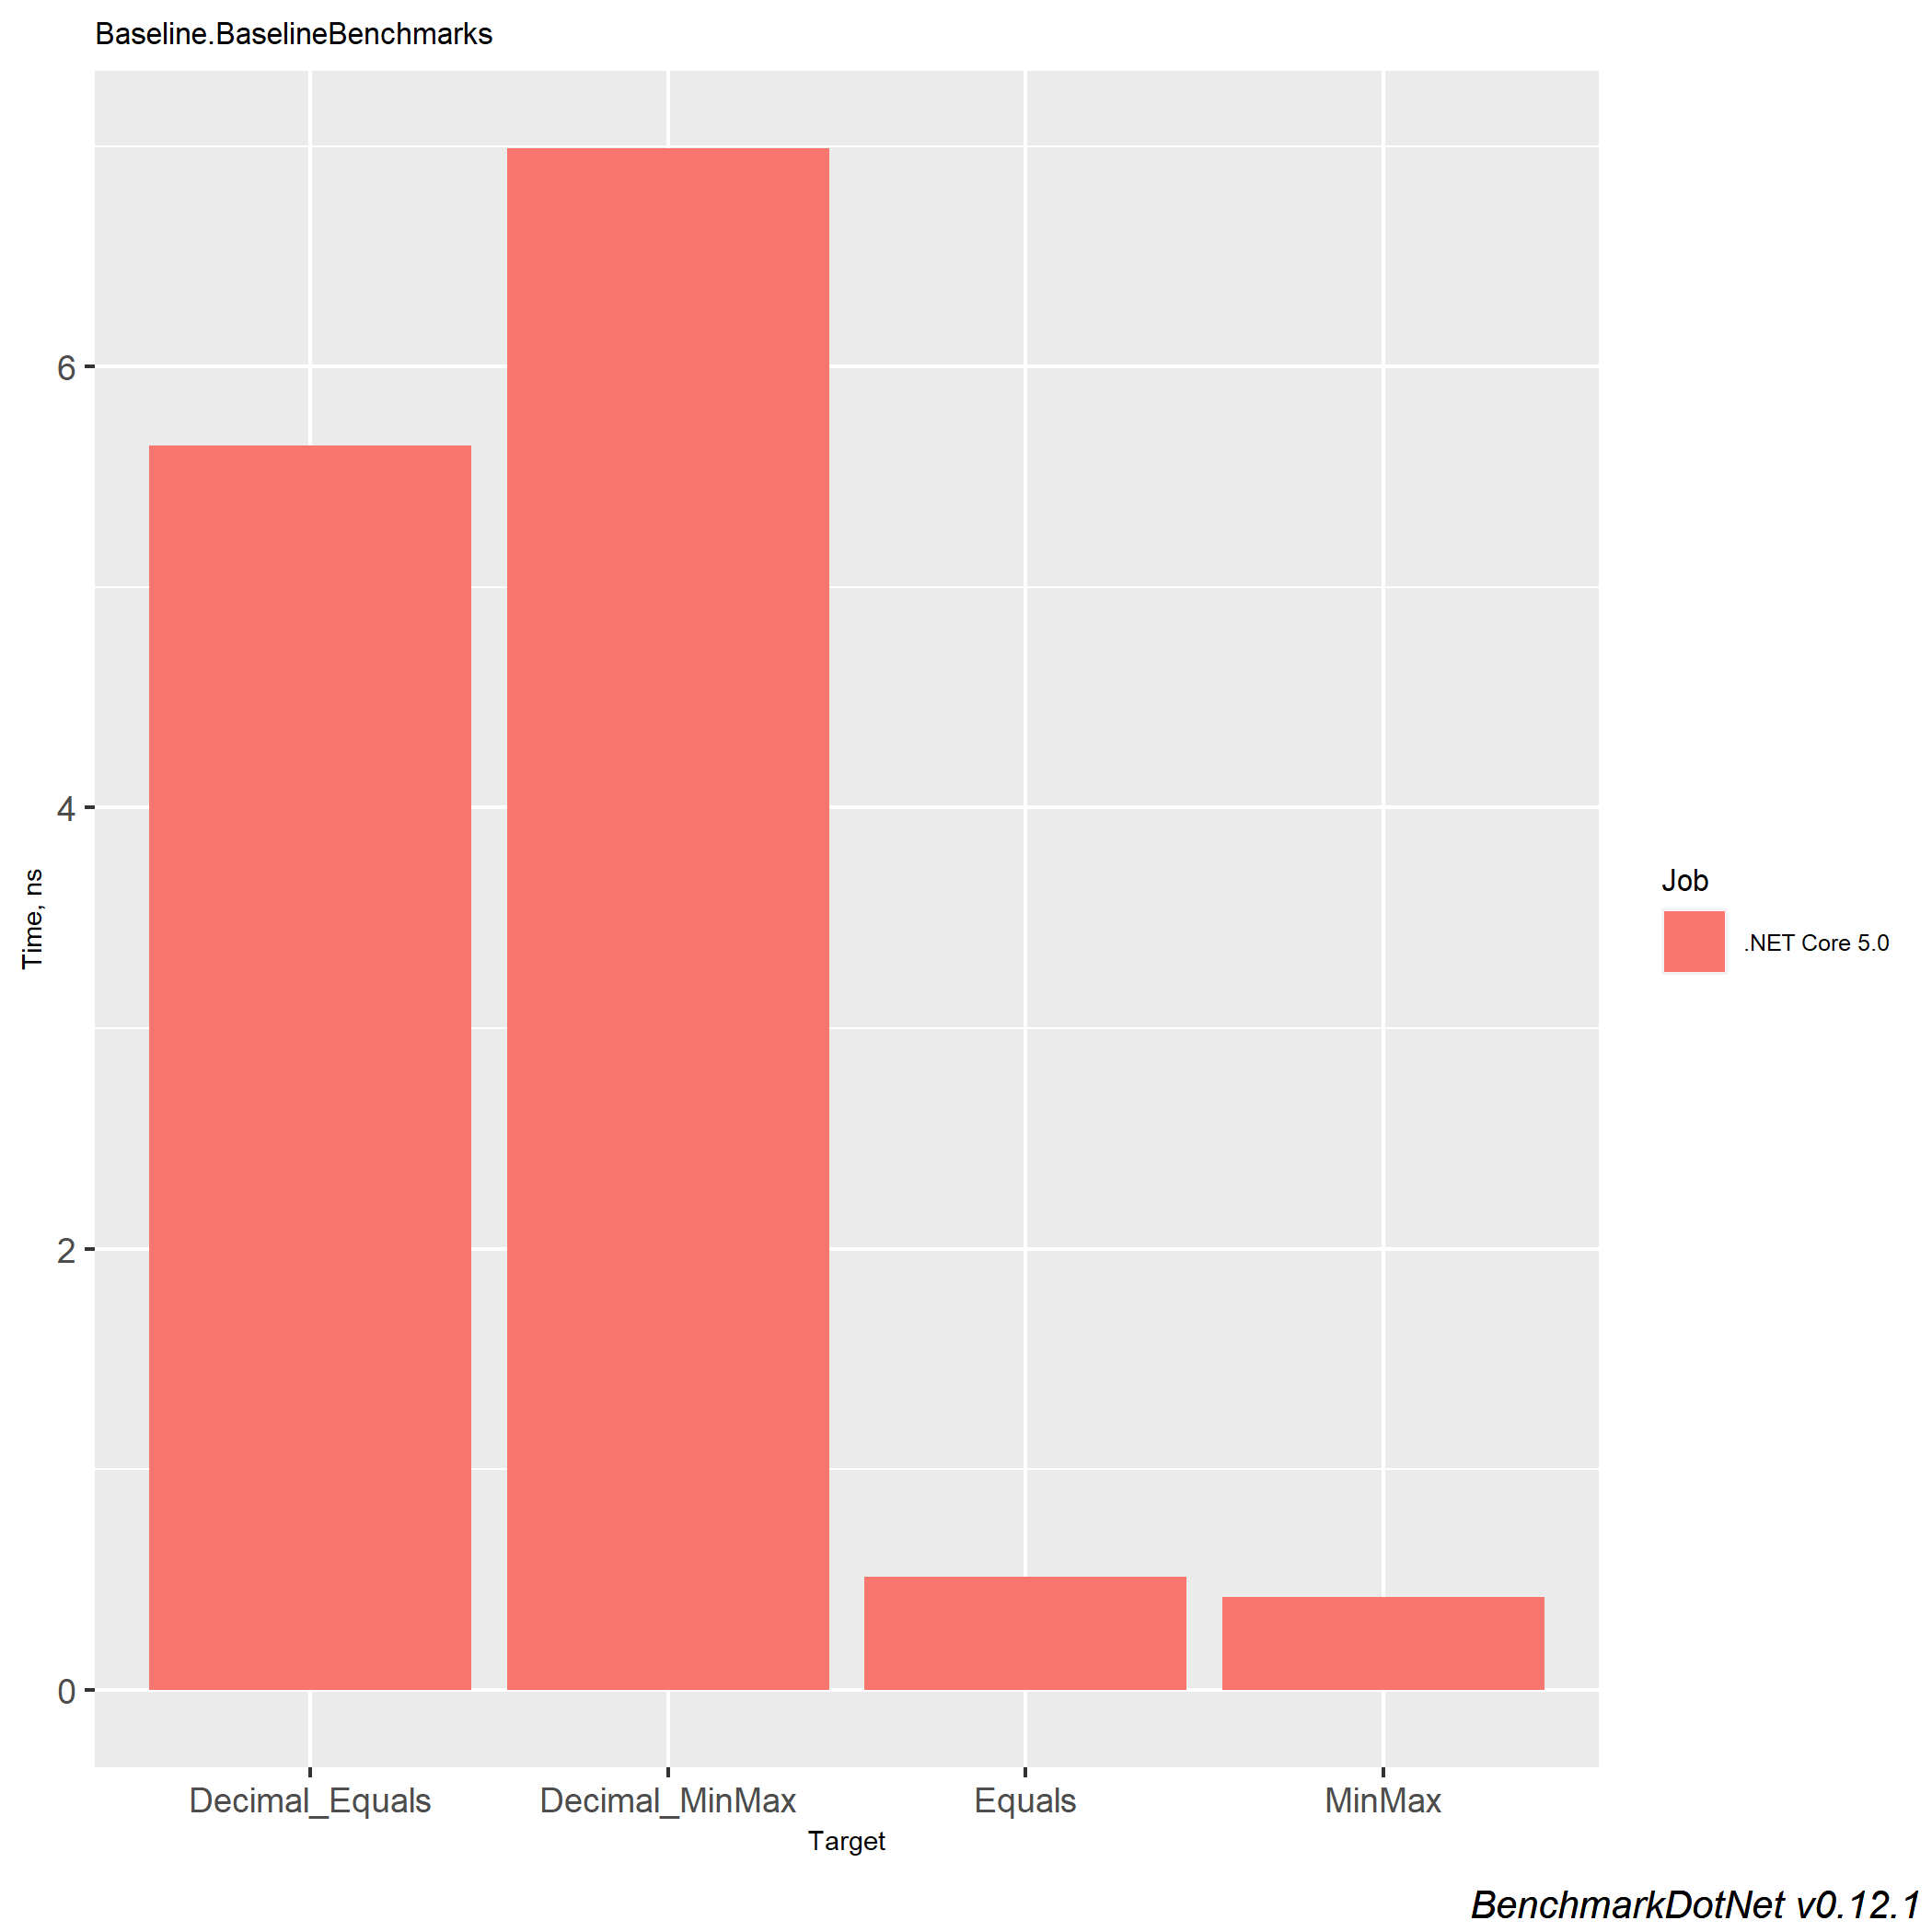 Baseline.BaselineBenchmarks
6
4
2
0
Time, ns
Decimal_Equals Decimal_MinMax Equals MinMax
Target
Job
.NET Core 5.0
BenchmarkDotNet v0.12.1